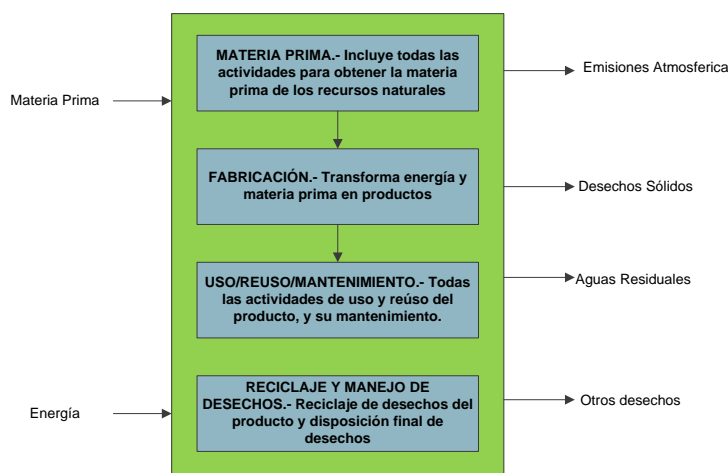 MATERIA PRIMA.- Incluye todas las
actividades para obtener la materia
prima de los recursos naturales
Emisiones Atmosferica
Materia Prima
FABRICACIÓN.- Transforma energía y
materia prima en productos
Desechos Sólidos
USO/REUSO/MANTENIMIENTO.- Todas
las actividades de uso y reúso del
producto, y su mantenimiento.
Aguas Residuales
RECICLAJE Y MANEJO DE
DESECHOS.- Reciclaje de desechos del
producto y disposición final de
desechos
Energía
Otros desechos